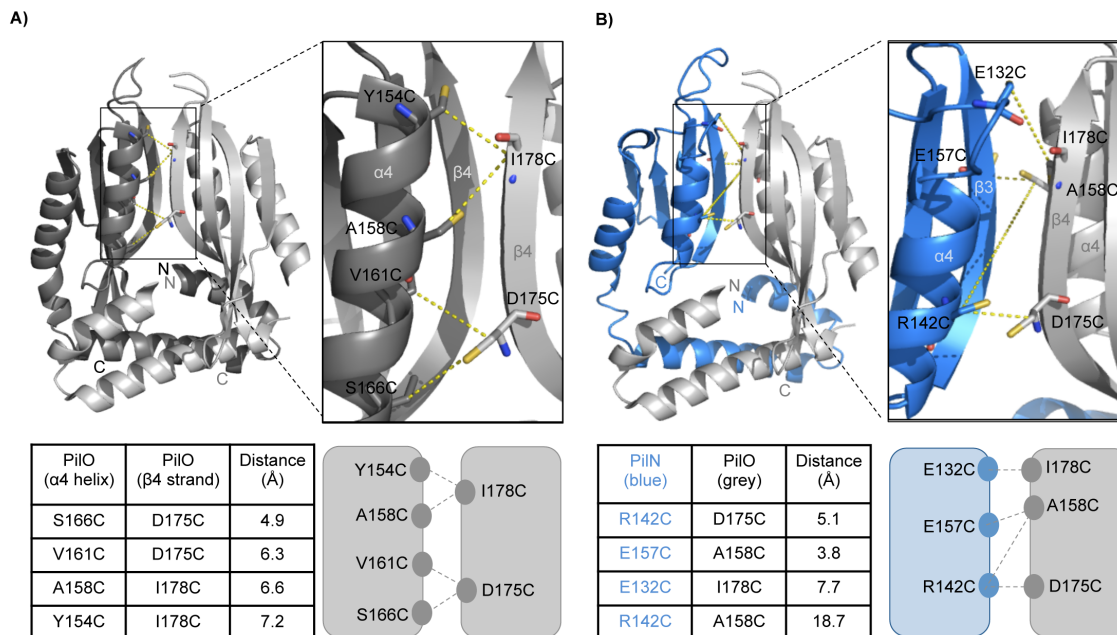 A)
Y154C
α4
β4
I178C
A158C
β4
V161C
D175C
S166C
N
N
C
C
PilO (α4 helix) PilO (β4 strand) Distance (Å)
S166C D175C 4.9
V161C D175C 6.3
A158C I178C 6.6
Y154C I178C 7.2
Y154C
I178C
A158C
V161C
D175C
S166C
B)
E132C
I178C
E157C
β3
A158C
β4
α4
α4
R142C
D175C
C
N
N
C
PilN (blue) PilO (grey) Distance (Å)
R142C D175C 5.1
E157C A158C 3.8
E132C I178C 7.7
R142C A158C 18.7
E132C
I178C
A158C
E157C
R142C
D175C